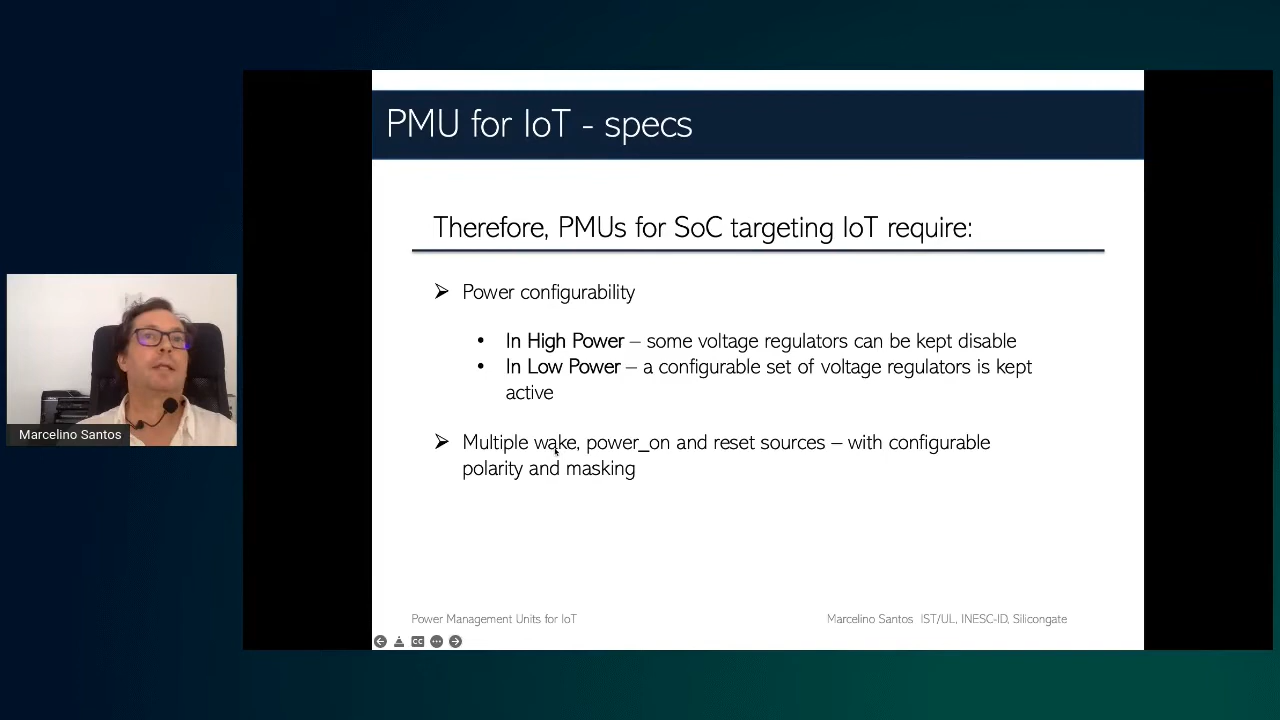 PMU for IoT - specs
Therefore, PMUs for SoC targeting IoT require:
Power configurability
In High Power – some voltage regulators can be kept disable
In Low Power – a configurable set of voltage regulators is kept
active
Multiple wake, power_on and reset sources – with configurable
polarity and masking
Marcelino Santos
Power Management Units for IoT
Marcelino Santos IST/UL, INESC-ID, Silicongate
CC